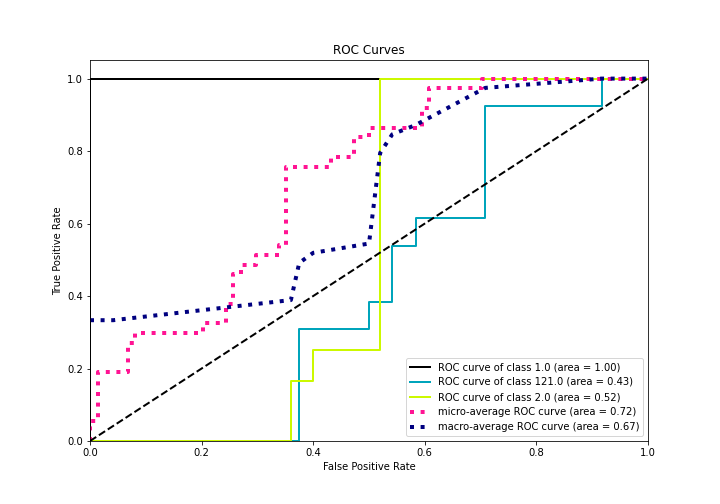 ROC Curves
1.0
0.8
0.6
0.4
0.2
0.0
True Positive Rate
ROC curve of class 1.0 (area = 1.00)
ROC curve of class 121.0 (area = 0.43)
ROC curve of class 2.0 (area = 0.52)
micro-average ROC curve (area = 0.72)
macro-average ROC curve (area = 0.67)
0.0 0.2 0.4 0.6 0.8 1.0
False Positive Rate